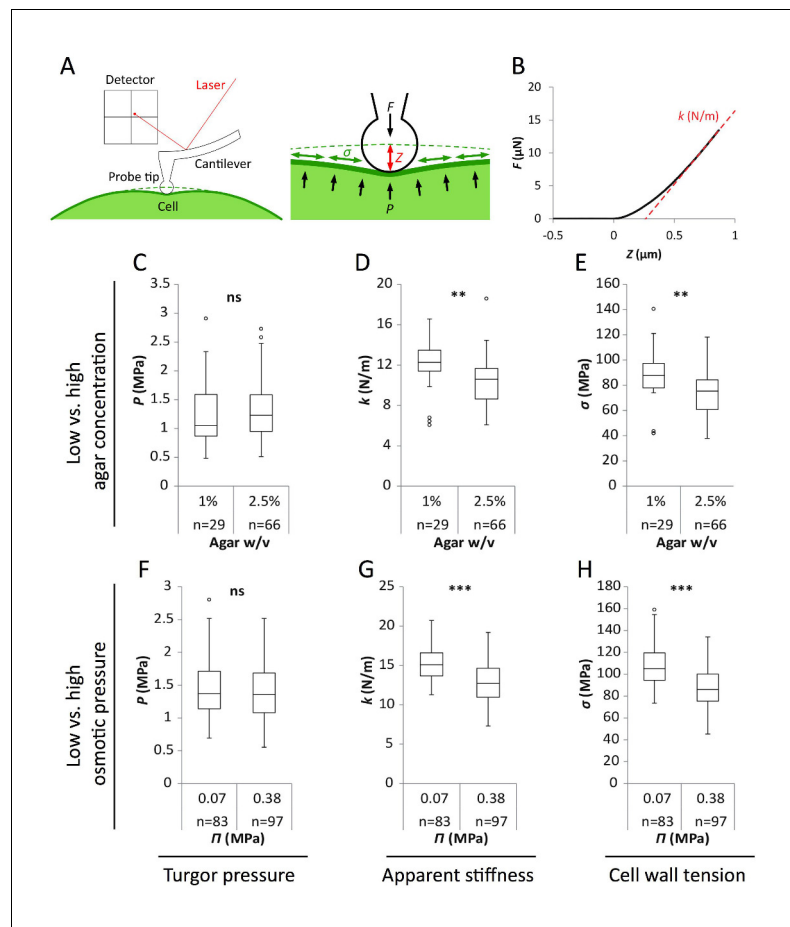 A
Detector
Laser
Cantilever
Probe tip
Cell
F
σ
Z
P
B
F (µN)
20
15
10
5
0
k (N/m)
-0.5 0 0.5 1
Z (µm)
Low vs. high
agar concentration
C
ns
P (MPa)
3.5
3
2.5
2
1.5
1
0.5
0
1% 2.5%
n=29 n=66
Agar w/v
D
**
k (N/m)
20
16
12
8
4
0
1% 2.5%
n=29 n=66
Agar w/v
E
**
σ (MPa)
160
140
120
100
80
60
40
20
0
1% 2.5%
n=29 n=66
Agar w/v
Low vs. high
osmotic pressure
F
ns
P (MPa)
3
2.5
2
1.5
1
0.5
0
0.07 0.38
n=83 n=97
Π (MPa)
G
***
k (N/m)
25
20
15
10
5
0
0.07 0.38
n=83 n=97
Π (MPa)
H
***
σ (MPa)
180
160
140
120
100
80
60
40
20
0
0.07 0.38
n=83 n=97
Π (MPa)
Turgor pressure
Apparent stiffness
Cell wall tension